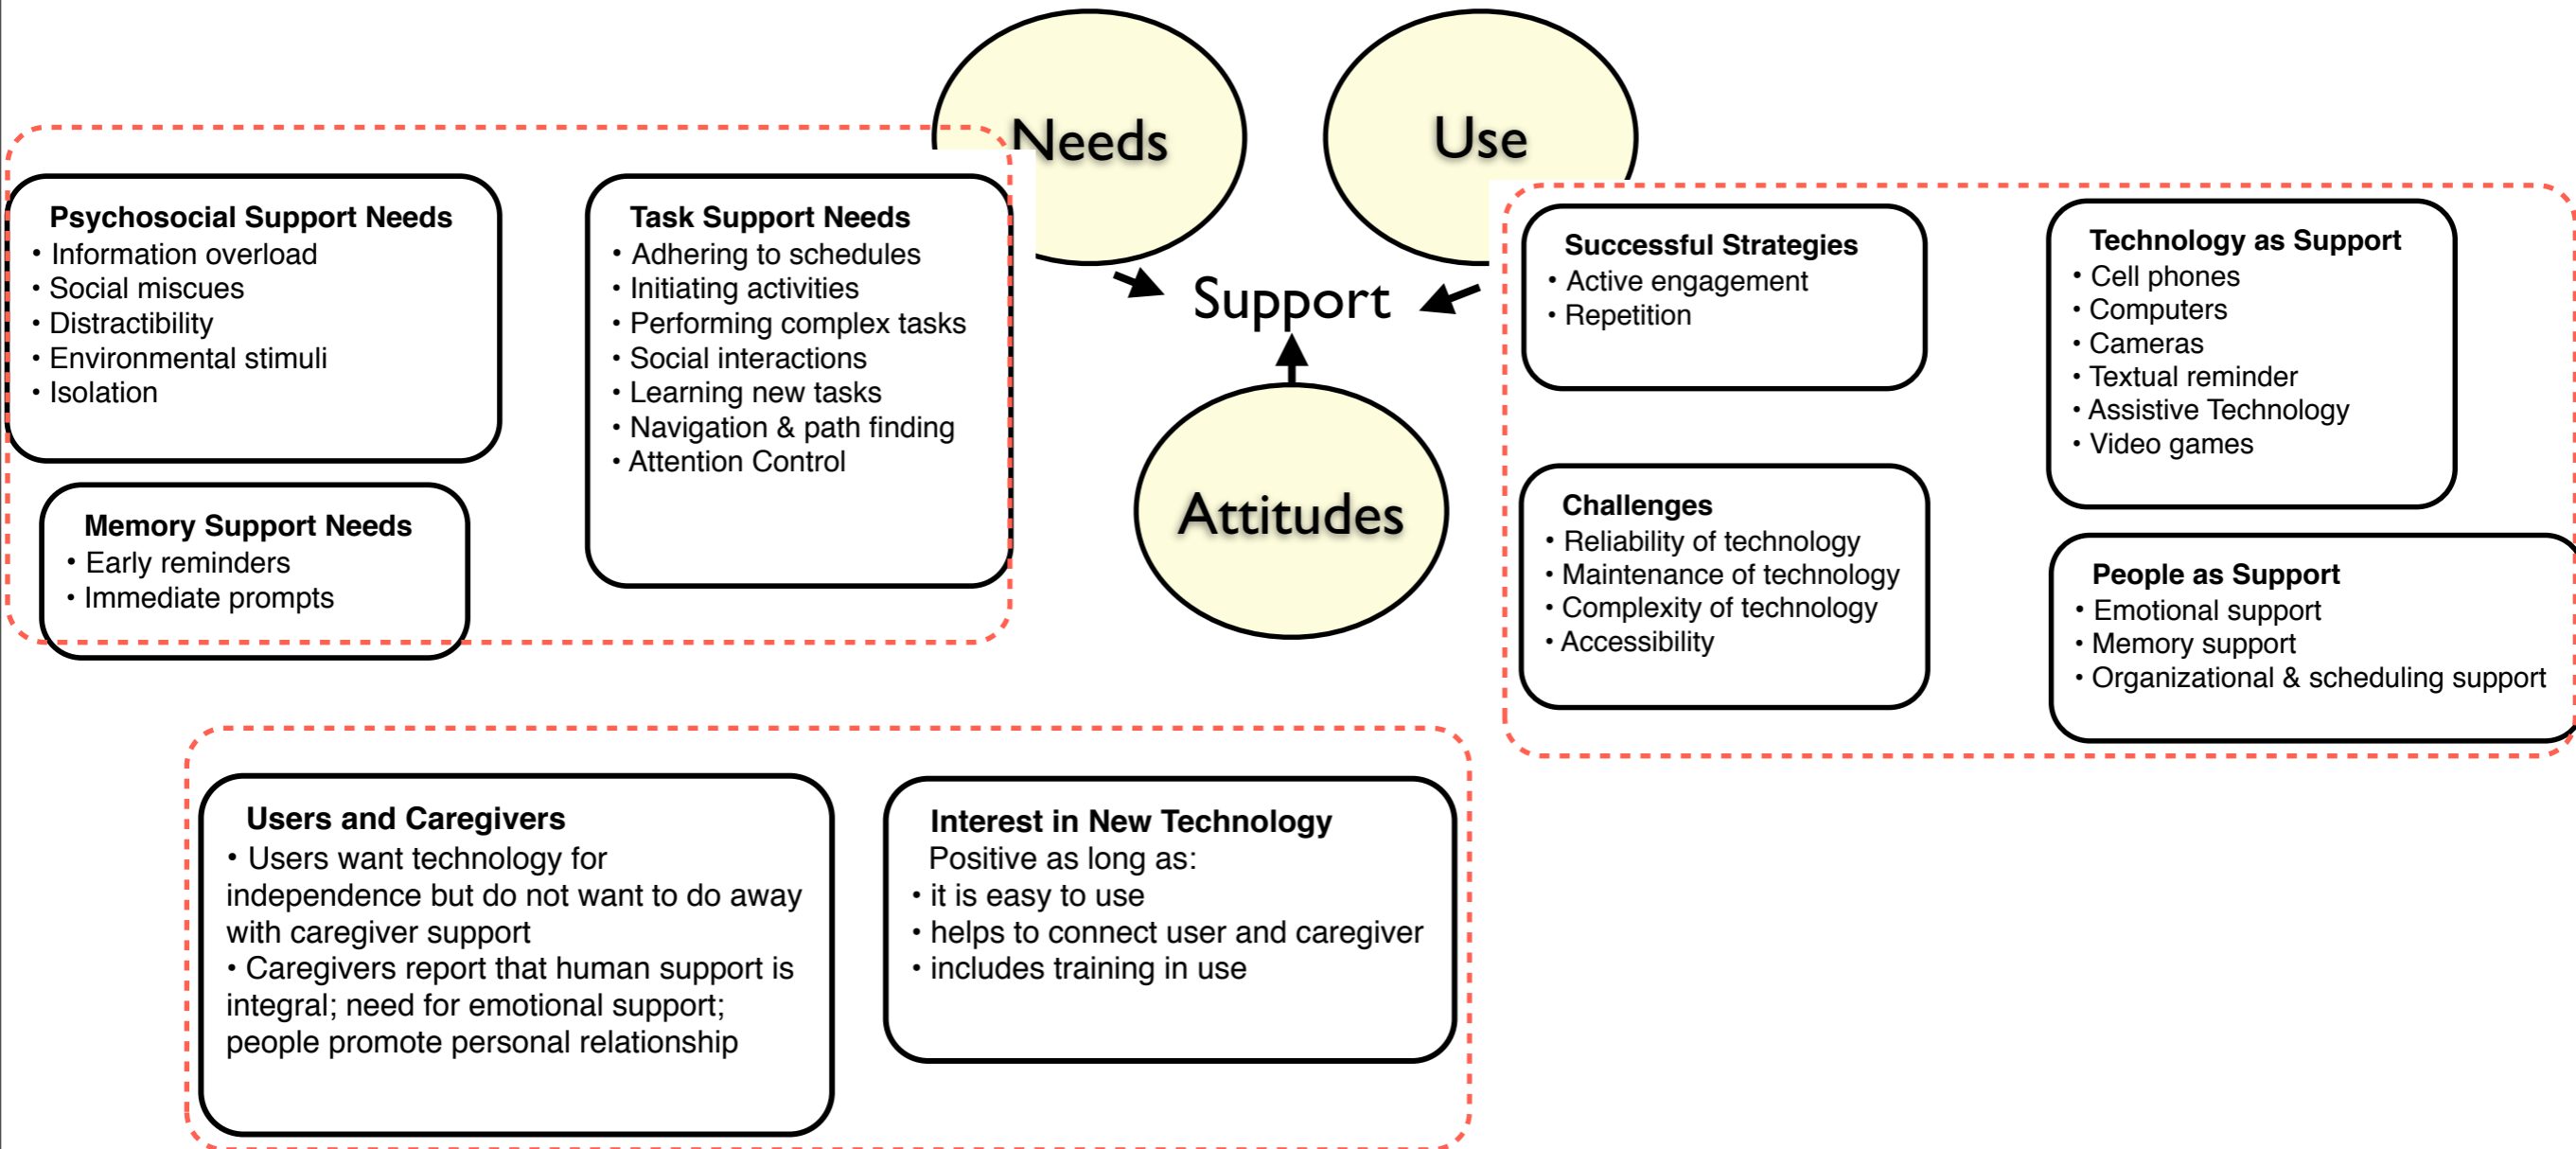 Needs
Use
Support
Attitudes
Psychosocial Support Needs
• Information overload
• Social miscues
• Distractibility
• Environmental stimuli
• Isolation
Memory Support Needs
• Early reminders
• Immediate prompts
Task Support Needs
• Adhering to schedules
• Initiating activities
• Performing complex tasks
• Social interactions
• Learning new tasks
• Navigation & path finding
• Attention Control
Successful Strategies
• Active engagement
• Repetition
Challenges
• Reliability of technology
• Maintenance of technology
• Complexity of technology
• Accessibility
Technology as Support
• Cell phones
• Computers
• Cameras
• Textual reminder
• Assistive Technology
• Video games
People as Support
• Emotional support
• Memory support
• Organizational & scheduling support
Users and Caregivers
• Users want technology for
independence but do not want to do away
with caregiver support
• Caregivers report that human support is
integral; need for emotional support;
people promote personal relationship
Interest in New Technology
Positive as long as:
• it is easy to use
• helps to connect user and caregiver
• includes training in use